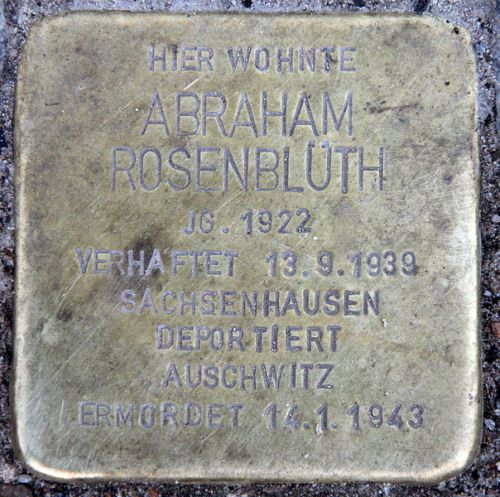 HIER WOHNTE
ABRAHAM
ROSENBLÜTH
JG. 1922
VERHAFTET 13.9.1939
SACHSENHAUSEN
DEPORTIERT
AUSCHWITZ
ERMORDET 14.1.1943